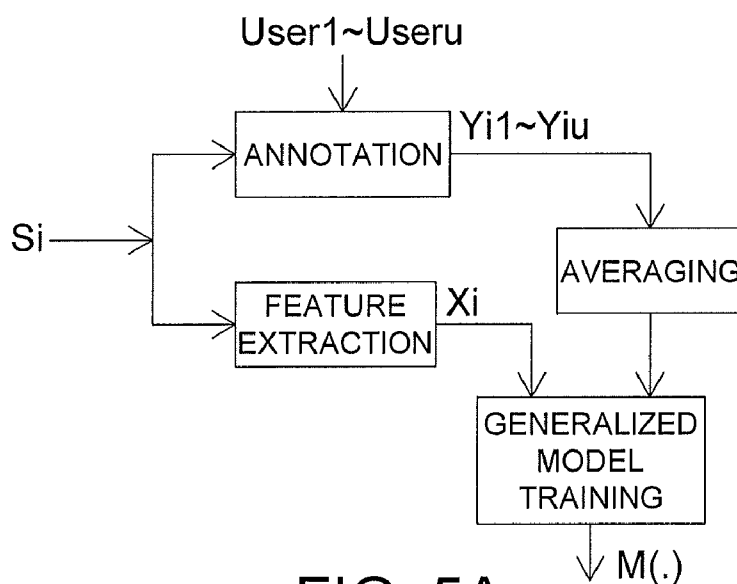 User1~Useru
ANNOTATION
Yi1~Yiu
Si
AVERAGING
FEATURE
EXTRACTION
Xi
GENERALIZED
MODEL
TRAINING
M(.)
FIG. 5A